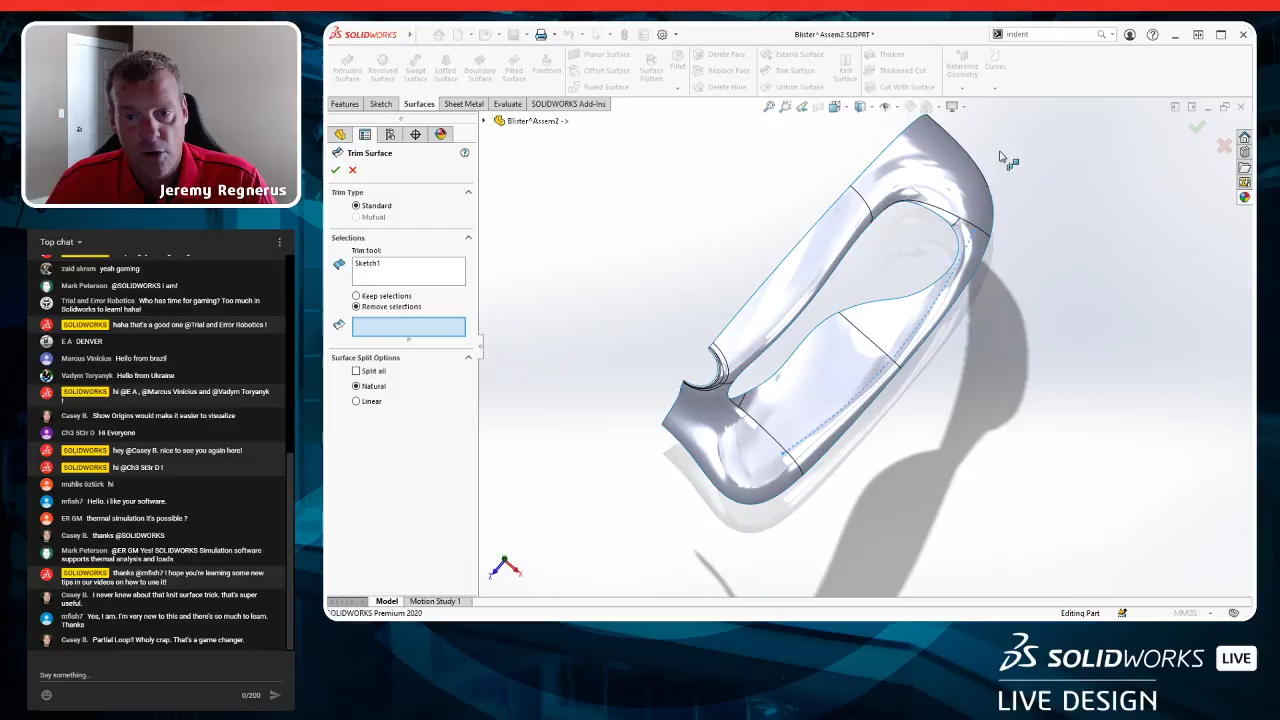 Jeremy Regnerus
Top chat
zaid akram yeah gaming
Mark Peterson @SOLIDWORKS I am!
Trial and Error Robotics Who has time for gaming? Too much in
Solidworks to learn! haha!
SOLIDWORKS haha that's a good one @Trial and Error Robotics !
E A DENVER
Marcus Vinícius Hello from brazil
Vadym Toryanyk Hello from Ukraine
SOLIDWORKS hi @E A , @Marcus Vinícius and @Vadym Toryanyk
!
Casey B. Show Origins would make it easier to visualize
Ch3 5t3r D Hi Everyone
SOLIDWORKS hey @Casey B. nice to see you again here!
SOLIDWORKS hi @Ch3 5t3r D !
muhlis öztürk hi
mfish7 Hello. i like your software.
ER GM thermal simulation it's possible ?
Casey B. thanks @SOLIDWORKS
Mark Peterson @ER GM Yes! SOLIDWORKS Simulation software
supports thermal analysis and loads
SOLIDWORKS thanks @mfish7 I hope you're learning some new
tips in our videos on how to use it!
Casey B. I never knew about that knit surface trick. that's super
useful.
mfish7 Yes, I am. I'm very new to this and there's so much to learn.
Thanks
Casey B. Partial Loop!! Wholy crap. That's a game changer.
Say something...
0/200
SOLIDWORKS
Blister^Assem2.SLDPRT *
indent
Extruded Surface
Revolved Surface
Swept Surface
Lofted Surface
Boundary Surface
Filled Surface
Freeform
Planar Surface
Offset Surface
Ruled Surface
Surface Flatten
Fillet
Delete Face
Replace Face
Delete Hole
Extend Surface
Trim Surface
Untrim Surface
Knit Surface
Thicken
Thickened Cut
Cut With Surface
Reference Geometry
Curves
Features Sketch Surfaces Sheet Metal Evaluate SOLIDWORKS Add-Ins
Blister^Assem2 ->
Trim Surface
Trim Type
Standard
Mutual
Selections
Trim tool:
Sketch1
Keep selections
Remove selections
Surface Split Options
Split all
Natural
Linear
Z
X
Model Motion Study 1
SOLIDWORKS Premium 2020
Editing Part
MMGS
SOLIDWORKS LIVE
LIVE DESIGN